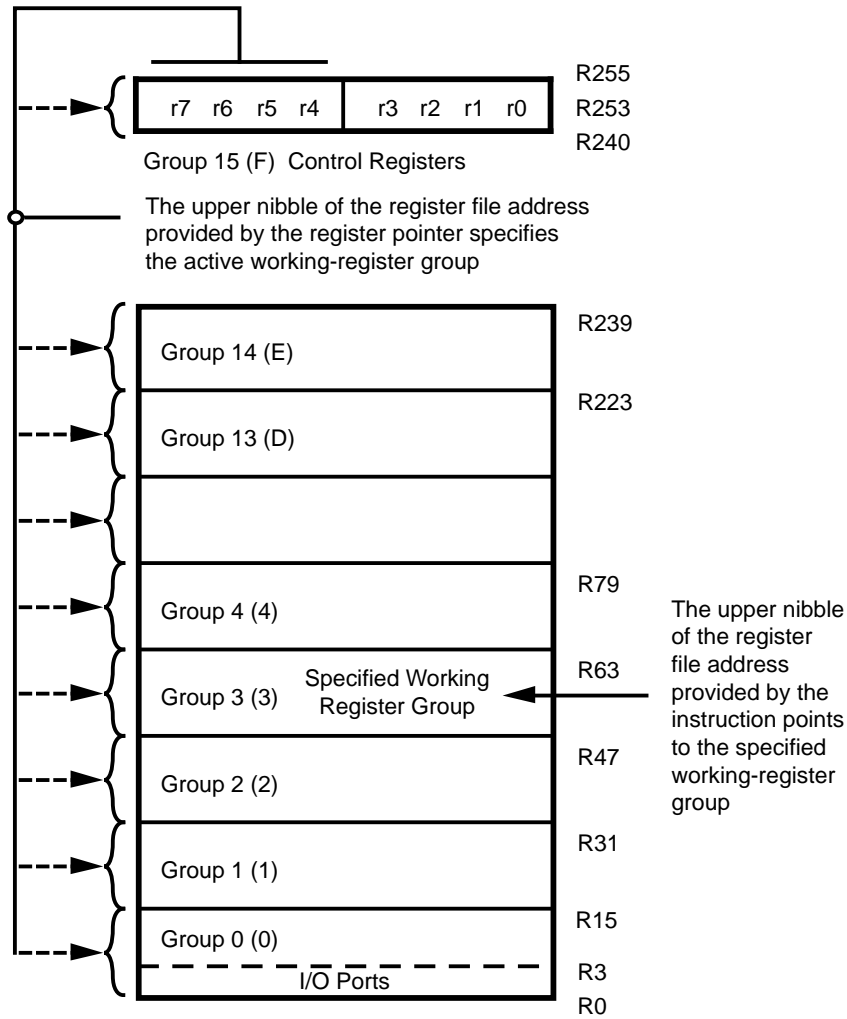 R255
r7 r6 r5 r4 r3 r2 r1 r0
R253
R240
Group 15 (F) Control Registers
The upper nibble of the register file address
provided by the register pointer specifies
the active working-register group
R239
Group 14 (E)
R223
Group 13 (D)
R79
Group 4 (4)
The upper nibble
of the register
file address
provided by the
instruction points
to the specified
working-register
group
R63
Group 3 (3)
Specified Working
Register Group
R47
Group 2 (2)
R31
Group 1 (1)
R15
Group 0 (0)
R3
I/O Ports
R0